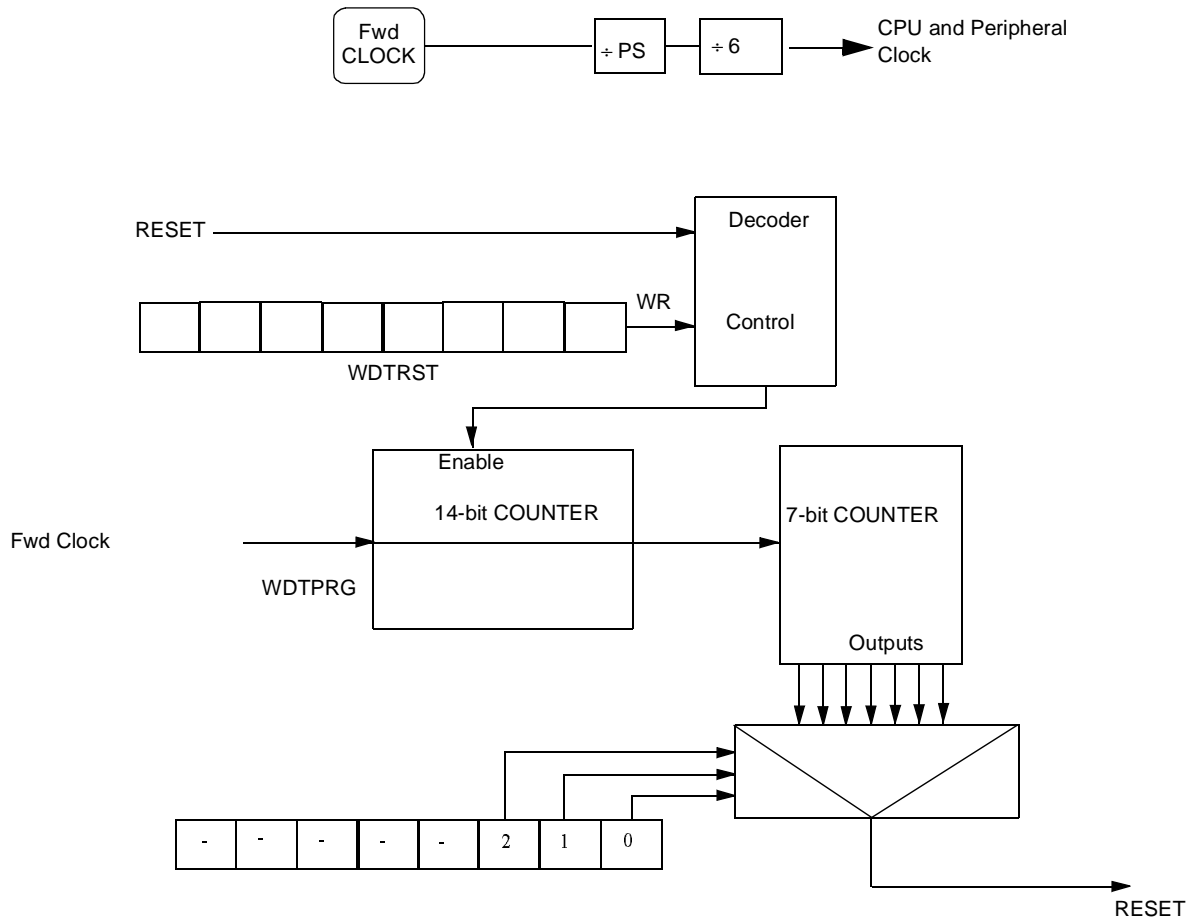 Fwd
CLOCK
÷ PS
÷ 6
CPU and Peripheral
Clock
RESET
Decoder
WR
Control
WDTRST
Enable
14-bit COUNTER
7-bit COUNTER
Fwd Clock
WDTPRG
Outputs
- - - - - 2 1 0
RESET